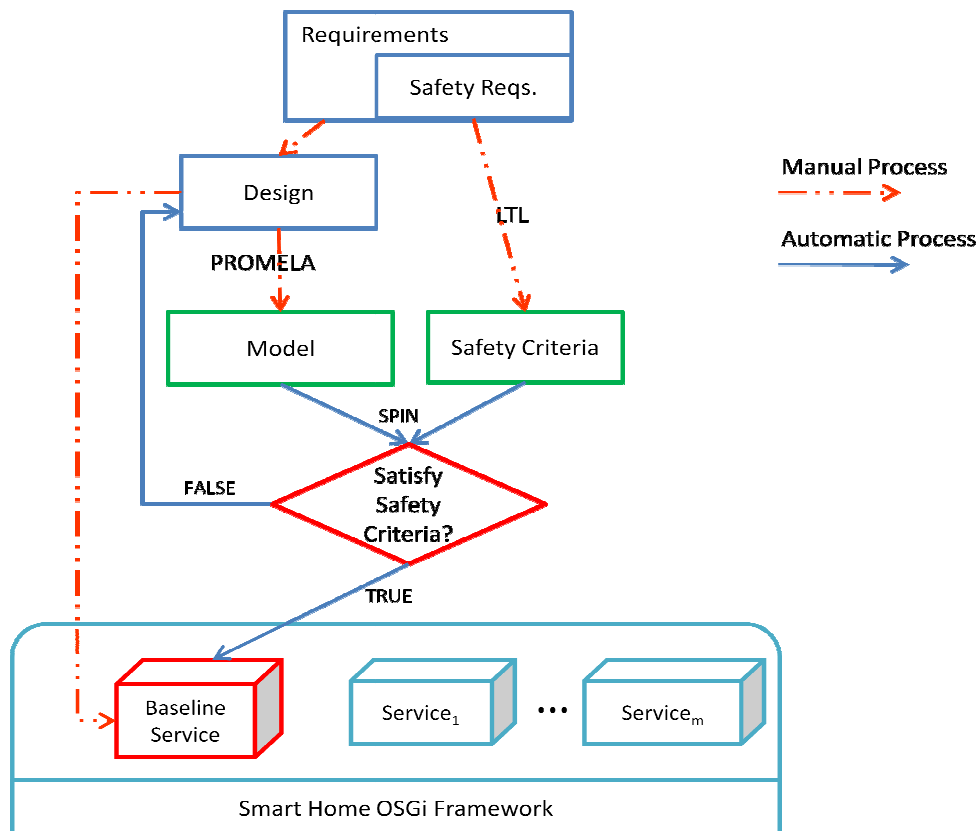 Requirements
Safety Reqs.
Manual Process
Design
LTL
Automatic Process
PROMELA
Model
Safety Criteria
SPIN
Satisfy
Safety
Criteria?
FALSE
TRUE
Baseline
Service
Service₁
...
Serviceₘ
Smart Home OSGi Framework